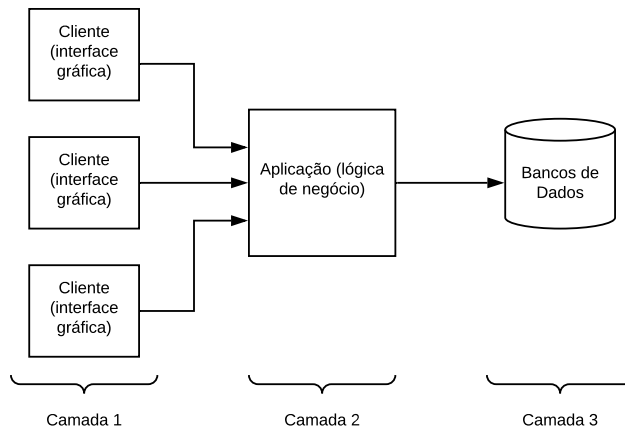 Cliente
(interface
gráfica)
Cliente
(interface
gráfica)
Cliente
(interface
gráfica)
Aplicação (lógica
de negócio)
Bancos de
Dados
Camada 1
Camada 2
Camada 3